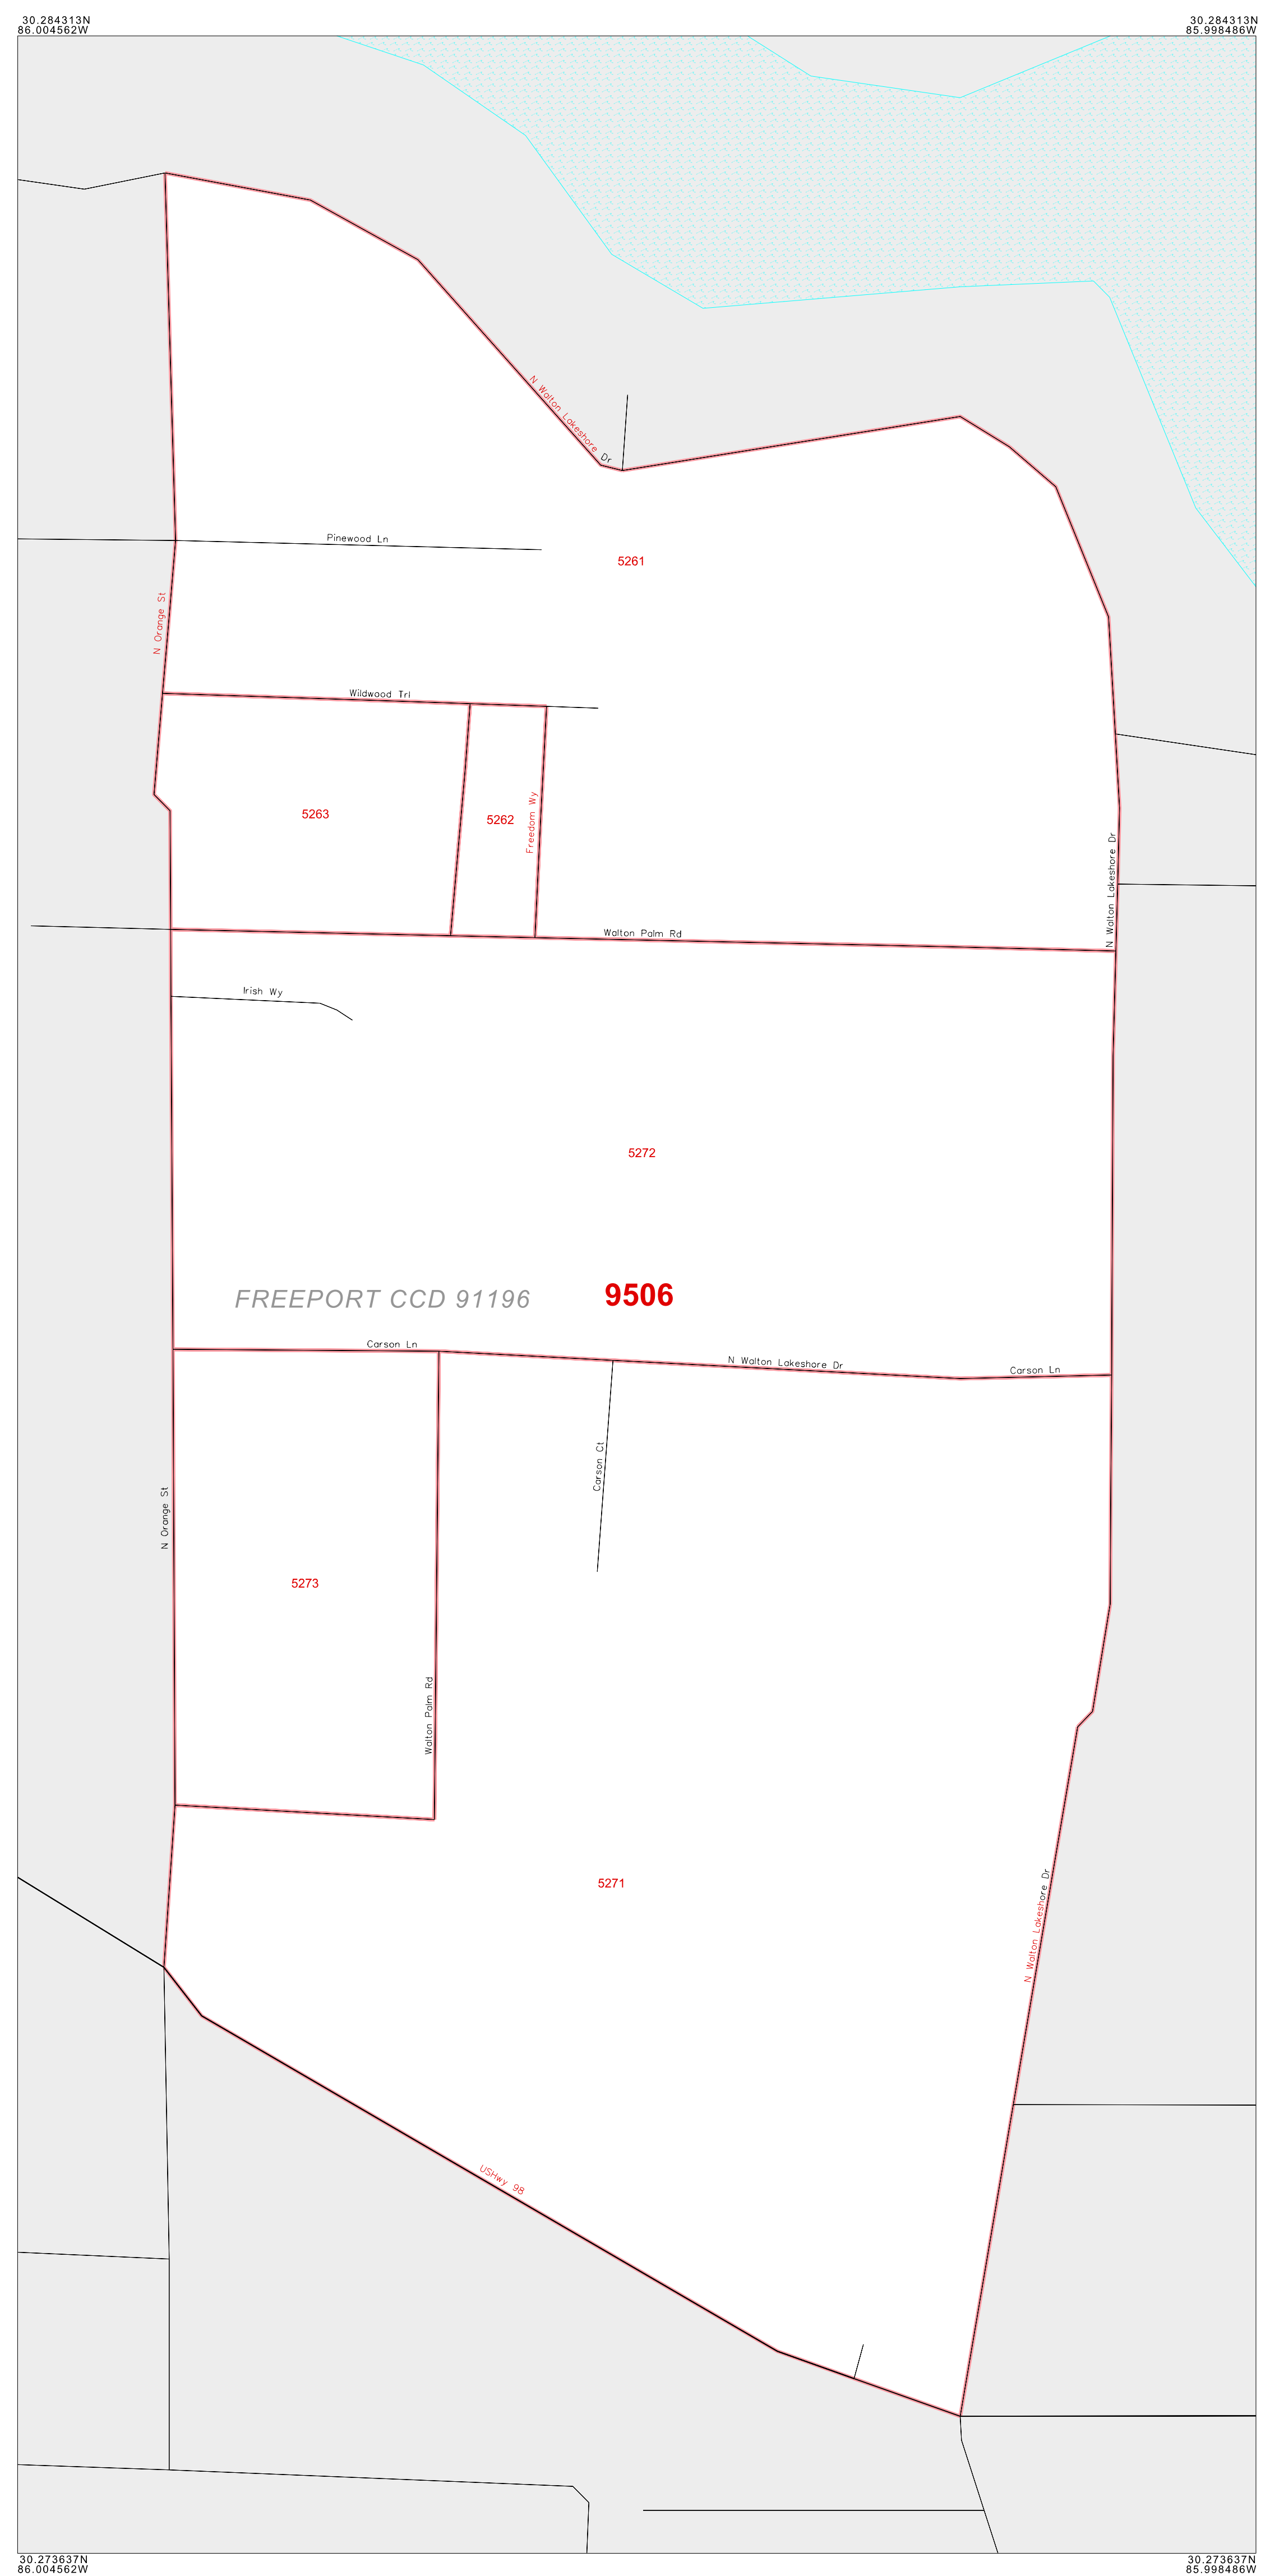 30.284313N
86.004562W
30.284313N
85.998486W
N Walton Lakeshore Dr
Pinewood Ln
5261
N Orange St
Wildwood Trl
5263
5262
Freedom Wy
N Walton Lakeshore Dr
Walton Palm Rd
Irish Wy
5272
FREEPORT CCD 91196
9506
Carson Ln
N Walton Lakeshore Dr
Carson Ln
Carson Ct
N Orange St
5273
Walton Palm Rd
5271
N Walton Lakeshore Dr
USHwy 98
30.273637N
86.004562W
30.273637N
85.998486W